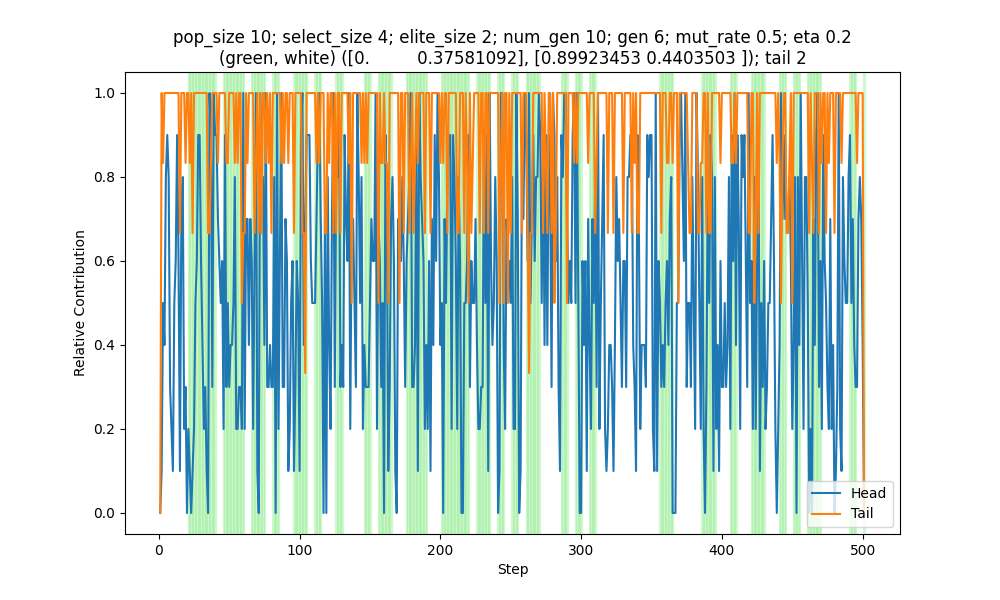 pop_size 10; select_size 4; elite_size 2; num_gen 10; gen 6; mut_rate 0.5; eta 0.2
(green, white) ([0.         0.37581092], [0.89923453 0.4403503 ]); tail 2
1.0
0.8
0.6
0.4
0.2
0.0
Relative Contribution
Head
Tail
0
100
200
300
400
500
Step